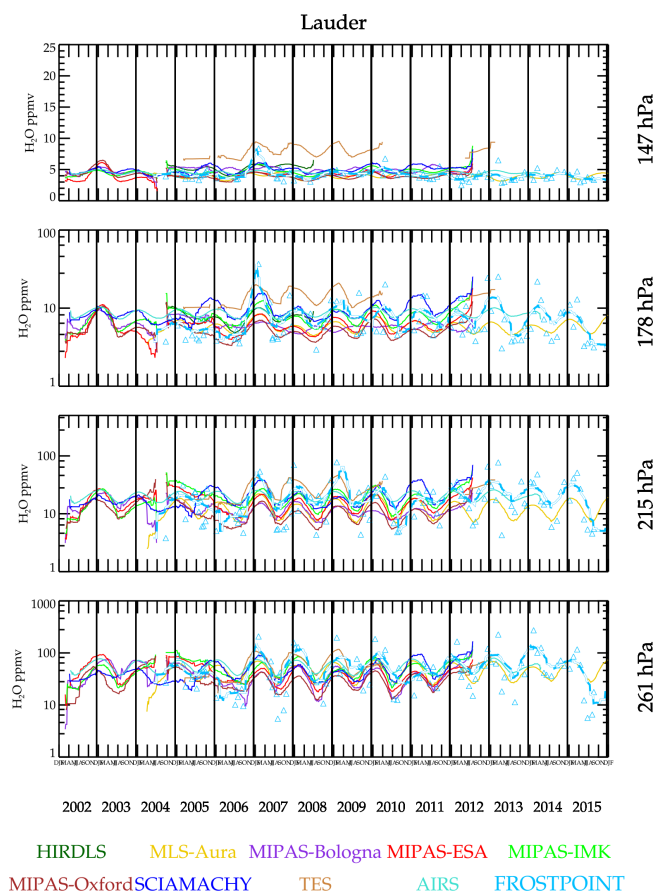 Lauder
25
20
15
10
5
0
H₂O ppmv
147 hPa
100
10
1
H₂O ppmv
178 hPa
100
10
1
H₂O ppmv
215 hPa
1000
100
10
1
H₂O ppmv
261 hPa
2002 2003 2004 2005 2006 2007 2008 2009 2010 2011 2012 2013 2014 2015
HIRDLS MLS-Aura MIPAS-Bologna MIPAS-ESA MIPAS-IMK
MIPAS-Oxford SCIAMACHY TES AIRS FROSTPOINT